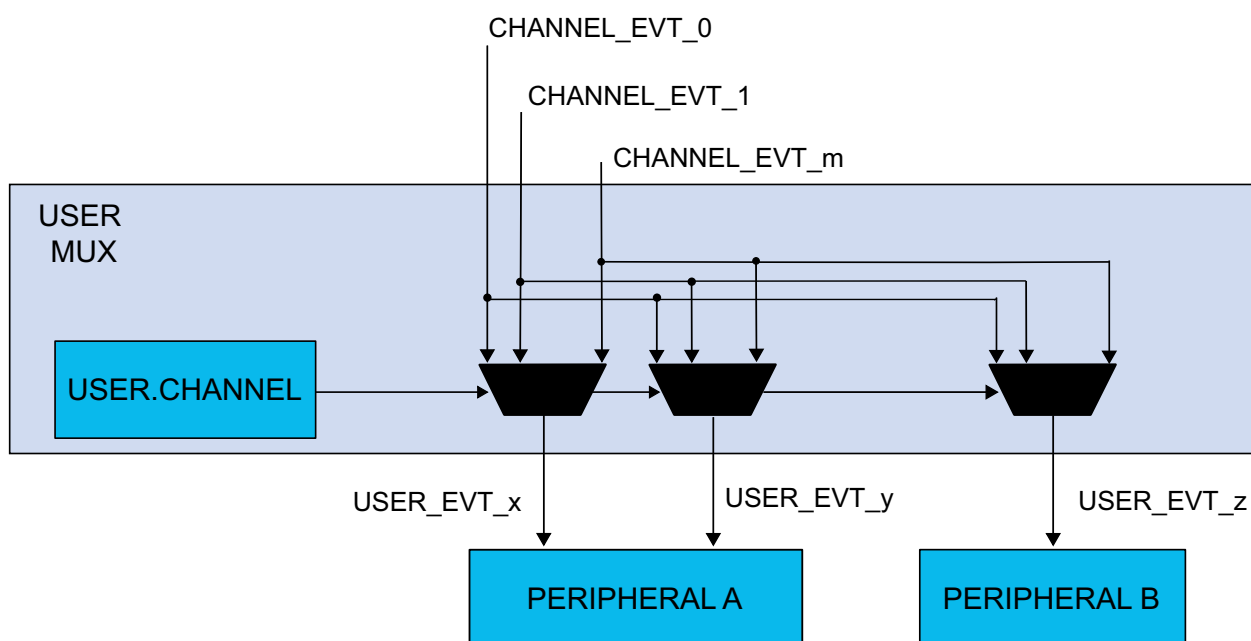 CHANNEL_EVT_0
CHANNEL_EVT_1
CHANNEL_EVT_m
USER
MUX
USER.CHANNEL
USER_EVT_x
USER_EVT_y
USER_EVT_z
PERIPHERAL A
PERIPHERAL B